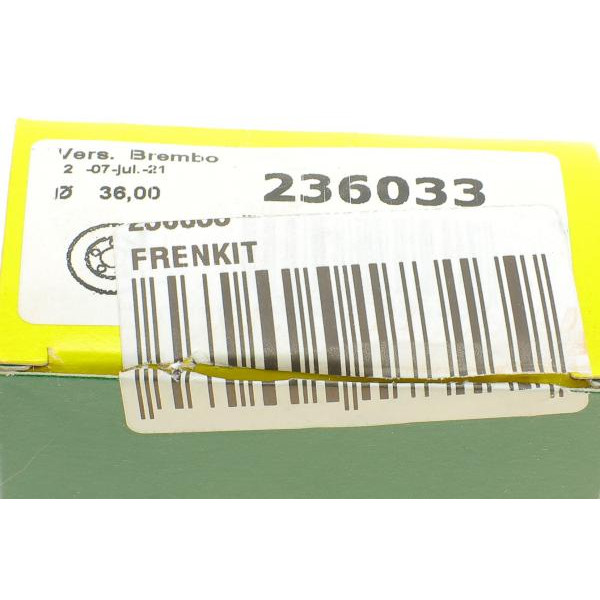 Vers. Brembo
2 -07-Jul.-21
Ø 36,00
236033
FRENKIT